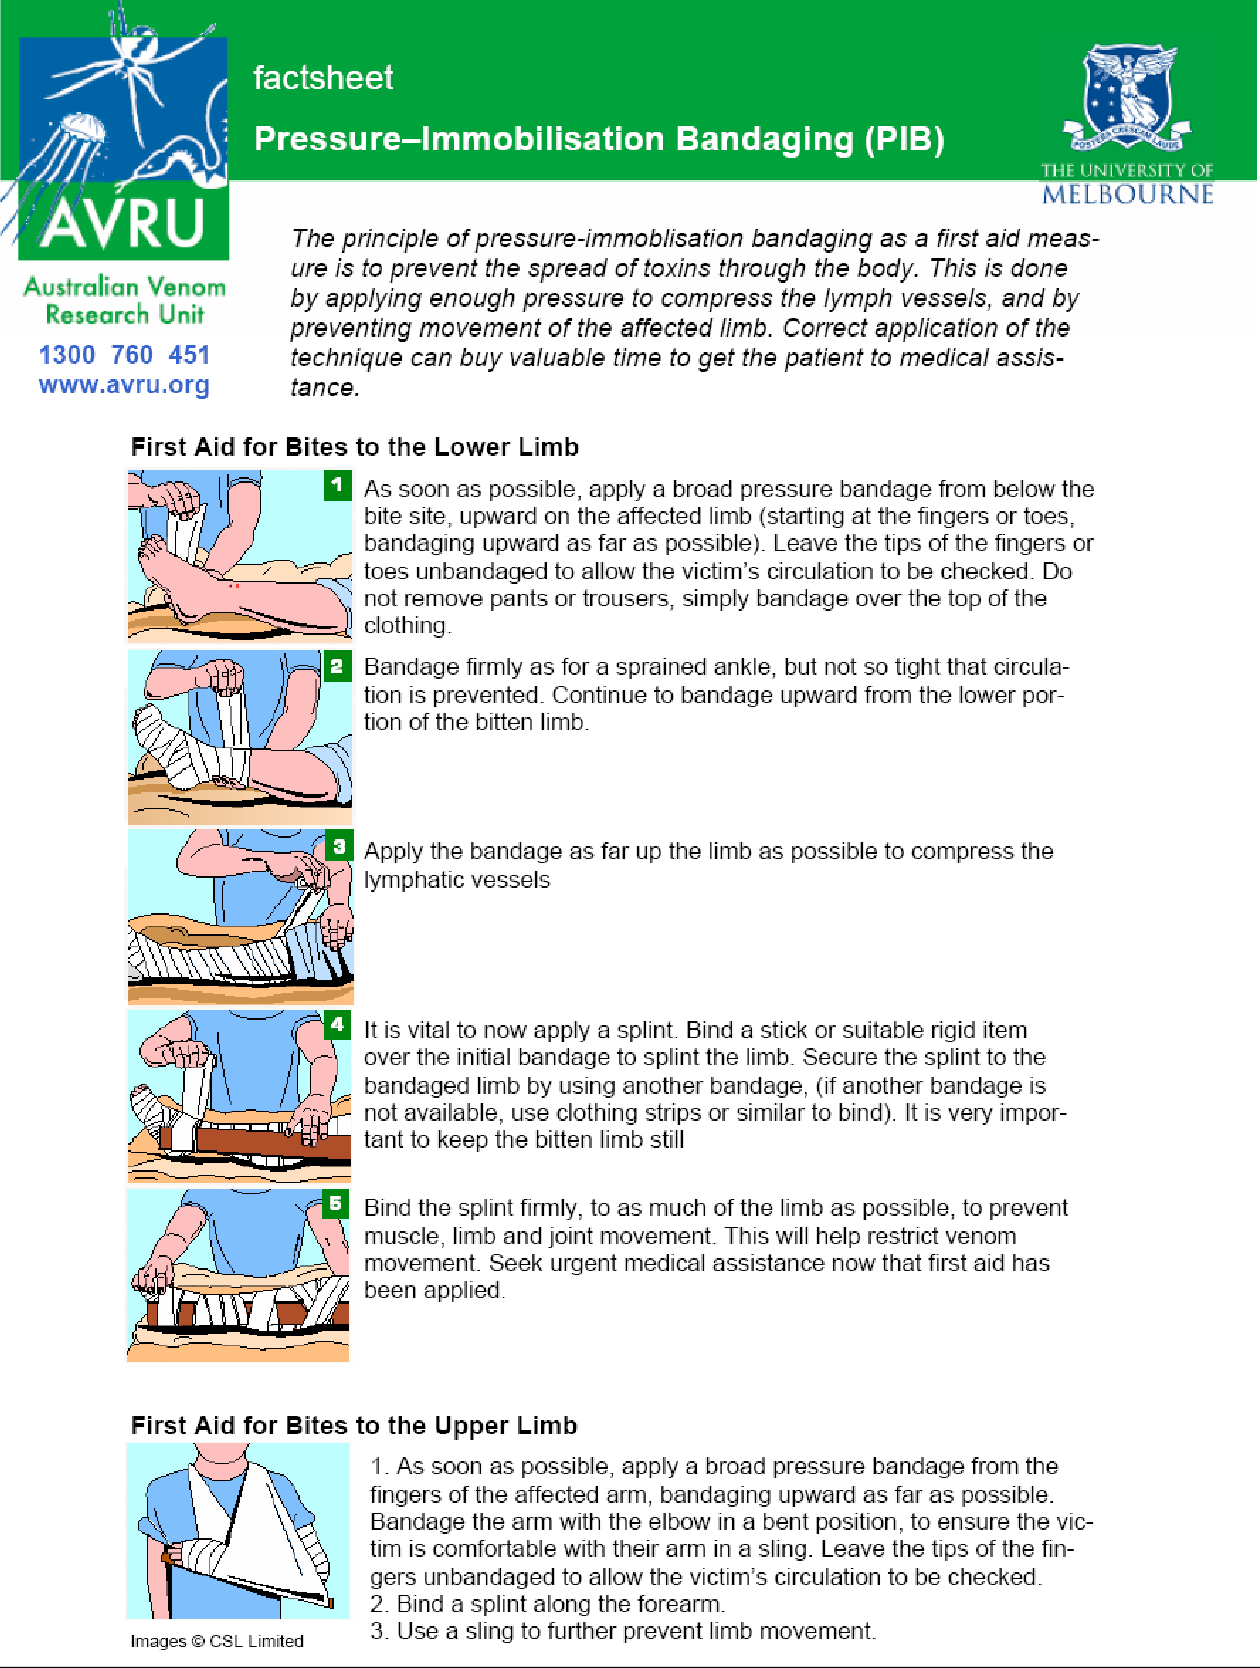 factsheet
Pressure–Immobilisation Bandaging (PIB)
POSTERA CRESCAM LAUDE
THE UNIVERSITY OF
MELBOURNE
AVRU
Australian Venom
Research Unit
1300 760 451
www.avru.org
The principle of pressure-immoblisation bandaging as a first aid meas-
ure is to prevent the spread of toxins through the body. This is done
by applying enough pressure to compress the lymph vessels, and by
preventing movement of the affected limb. Correct application of the
technique can buy valuable time to get the patient to medical assis-
tance.
First Aid for Bites to the Lower Limb
1
As soon as possible, apply a broad pressure bandage from below the
bite site, upward on the affected limb (starting at the fingers or toes,
bandaging upward as far as possible). Leave the tips of the fingers or
toes unbandaged to allow the victim's circulation to be checked. Do
not remove pants or trousers, simply bandage over the top of the
clothing.
2
Bandage firmly as for a sprained ankle, but not so tight that circula-
tion is prevented. Continue to bandage upward from the lower por-
tion of the bitten limb.
3
Apply the bandage as far up the limb as possible to compress the
lymphatic vessels
4
It is vital to now apply a splint. Bind a stick or suitable rigid item
over the initial bandage to splint the limb. Secure the splint to the
bandaged limb by using another bandage, (if another bandage is
not available, use clothing strips or similar to bind). It is very impor-
tant to keep the bitten limb still
5
Bind the splint firmly, to as much of the limb as possible, to prevent
muscle, limb and joint movement. This will help restrict venom
movement. Seek urgent medical assistance now that first aid has
been applied.
First Aid for Bites to the Upper Limb
1. As soon as possible, apply a broad pressure bandage from the
fingers of the affected arm, bandaging upward as far as possible.
Bandage the arm with the elbow in a bent position, to ensure the vic-
tim is comfortable with their arm in a sling. Leave the tips of the fin-
gers unbandaged to allow the victim's circulation to be checked.
2. Bind a splint along the forearm.
3. Use a sling to further prevent limb movement.
Images © CSL Limited